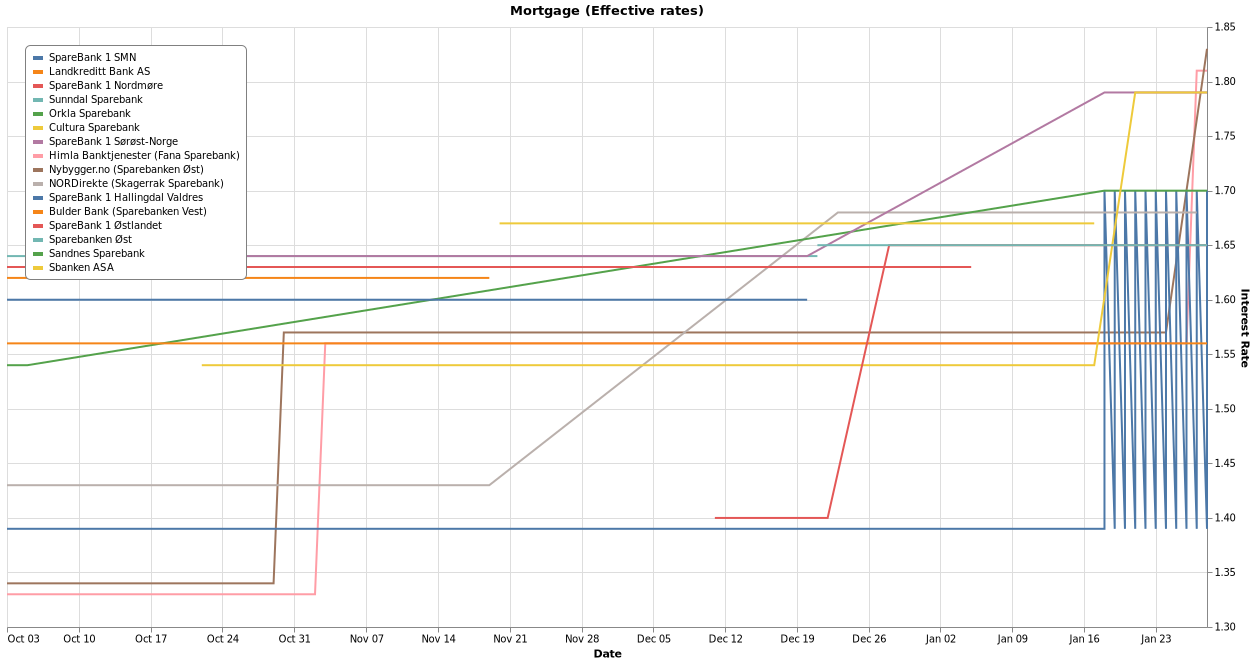 Mortgage (Effective rates)
SpareBank 1 SMN
Landkreditt Bank AS
SpareBank 1 Nordmøre
Sunndal Sparebank
Orkla Sparebank
Cultura Sparebank
SpareBank 1 Sørøst-Norge
Himla Banktjenester (Fana Sparebank)
Nybygger.no (Sparebanken Øst)
NORDirekte (Skagerrak Sparebank)
SpareBank 1 Hallingdal Valdres
Bulder Bank (Sparebanken Vest)
SpareBank 1 Østlandet
Sparebanken Øst
Sandnes Sparebank
Sbanken ASA
1.85
1.80
1.75
1.70
1.65
1.60
1.55
1.50
1.45
1.40
1.35
1.30
Interest Rate
Oct 03 Oct 10 Oct 17 Oct 24 Oct 31 Nov 07 Nov 14 Nov 21 Nov 28 Dec 05 Dec 12 Dec 19 Dec 26 Jan 02 Jan 09 Jan 16 Jan 23
Date